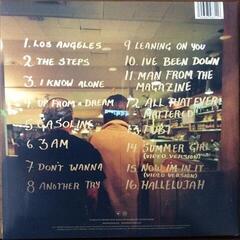 1. LOS ANGELES
2. THE STEPS
3. I KNOW ALONE
4. UP FROM A DREAM
5. GASOLINE
6. 3 AM
7. DON'T WANNA
8 ANOTHER TRY
9 LEANING ON YOU
10. I'VE BEEN DOWN
11 MAN FROM THE
MAGAZINE
12 ALL THAT EVER
MATTERED
13 FUBT
14 SUMMER GIRL
(VIDEO VERSION)
15 NOW I'M IN IT
(VIDEO VERSION)
16 HALLELUJAH